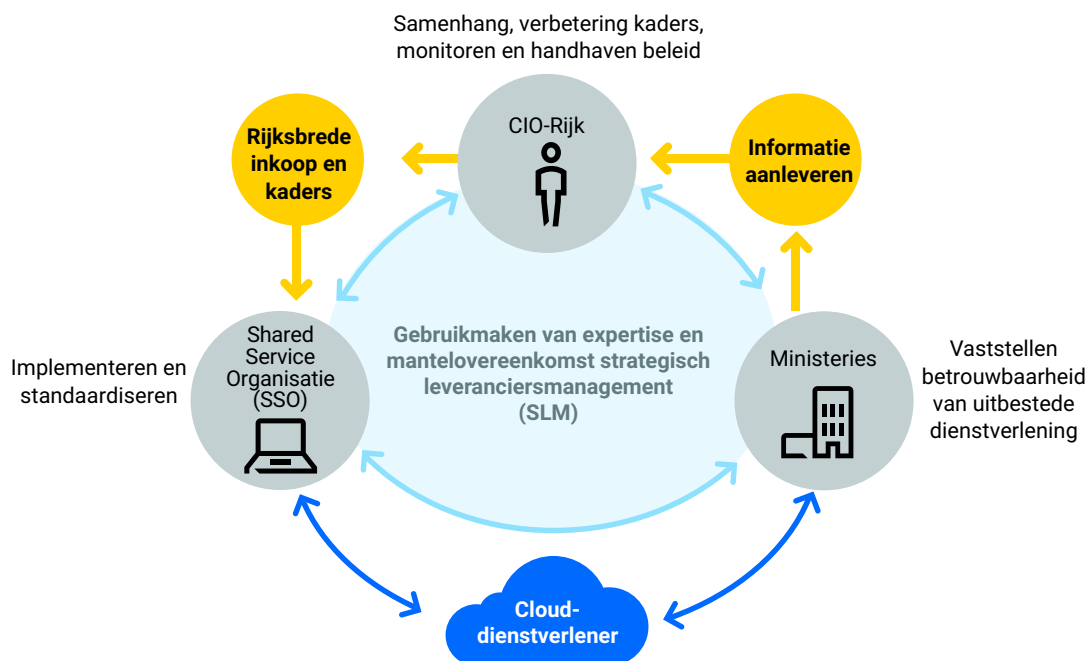 Samenhang, verbetering kaders,
monitoren en handhaven beleid
CIO-Rijk
Rijksbrede
inkoop en
kaders
Informatie
aanleveren
Gebruikmaken van expertise en
mantelovereenkomst strategisch
leveranciersmanagement
(SLM)
Implementeren en
standaardiseren
Shared
Service
Organisatie
(SSO)
Ministeries
Vaststellen
betrouwbaarheid
van uitbestede
dienstverlening
Cloud-
dienstverlener